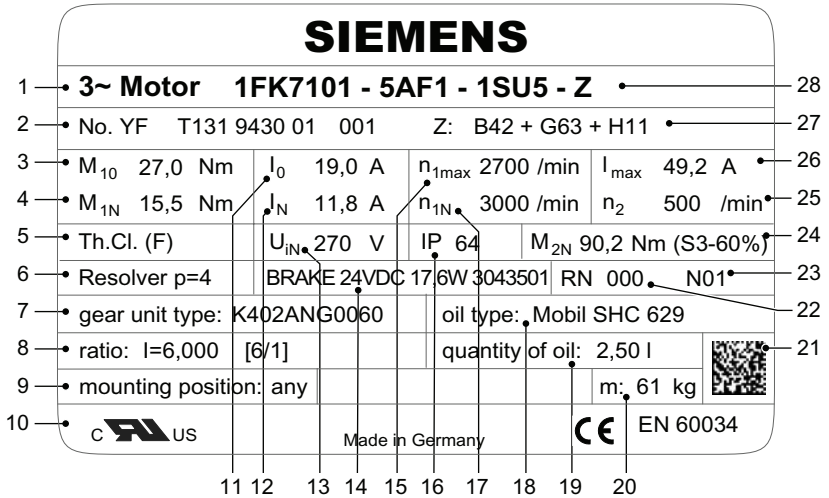 SIEMENS
1 3~ Motor 1FK7101 - 5AF1 - 1SU5 - Z 28
2 No. YF T131 9430 01 001 Z: B42 + G63 + H11 27
3 M10 27,0 Nm I0 19,0 A n1max 2700 /min Imax 49,2 A 26
4 M1N 15,5 Nm IN 11,8 A n1N 3000 /min n2 500 /min 25
5 Th.Cl. (F) UiN 270 V IP 64 M2N 90,2 Nm (S3-60%) 24
6 Resolver p=4 BRAKE 24VDC 17,6W 3043501 RN 000 N01 23
22
7 gear unit type: K402ANG0060 oil type: Mobil SHC 629
8 ratio: I=6,000 [6/1] quantity of oil: 2,50 l 21
9 mounting position: any m: 61 kg
10 C RU US Made in Germany CE EN 60034
11 12 13 14 15 16 17 18 19 20